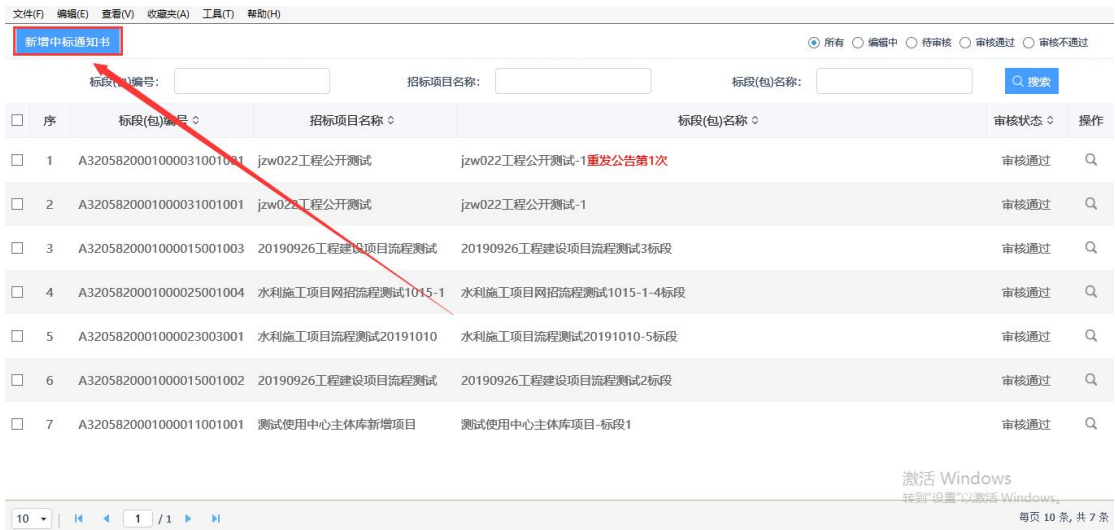 文件(F) 编辑(E) 查看(V) 收藏夹(A) 工具(T) 帮助(H)
新增中标通知书 所有 编辑中 待审核 审核通过 审核不通过
标段(包)编号: 招标项目名称: 标段(包)名称: 搜索
序 标段(包)编号 招标项目名称 标段(包)名称 审核状态 操作
1 A3205820001000031001001 jzw022工程公开测试 jzw022工程公开测试-1重发公告第1次 审核通过
2 A3205820001000031001001 jzw022工程公开测试 jzw022工程公开测试-1 审核通过
3 A3205820001000015001003 20190926工程建设项目流程测试 20190926工程建设项目流程测试3标段 审核通过
4 A3205820001000025001004 水利施工项目网招流程测试1015-1 水利施工项目网招流程测试1015-1-4标段 审核通过
5 A3205820001000023003001 水利施工项目流程测试20191010 水利施工项目流程测试20191010-5标段 审核通过
6 A3205820001000015001002 20190926工程建设项目流程测试 20190926工程建设项目流程测试2标段 审核通过
7 A3205820001000011001001 测试使用中心主体库新增项目 测试使用中心主体库项目-标段1 审核通过
激活 Windows
转到"设置"以激活 Windows。
10 1 / 1 每页 10 条, 共 7 条